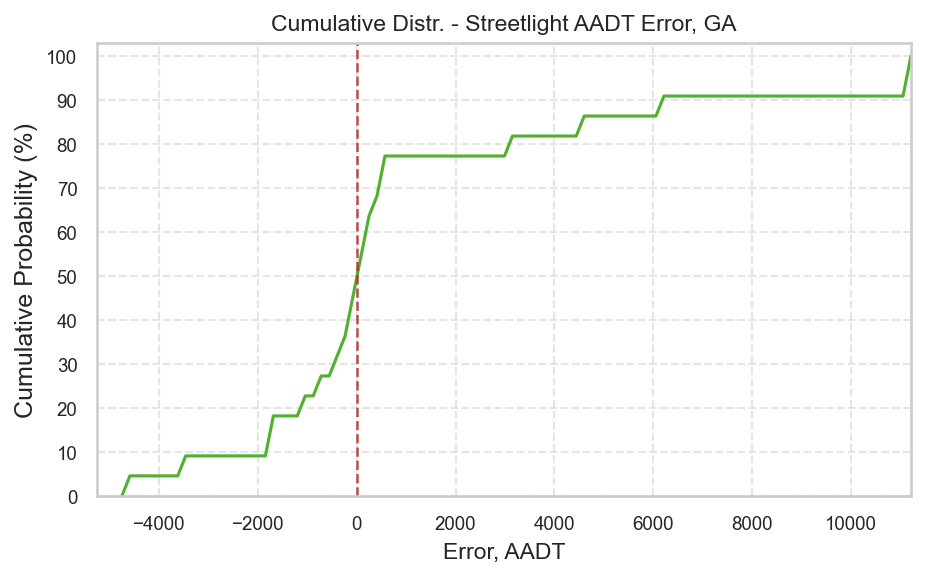 Cumulative Distr. - Streetlight AADT Error, GA
Cumulative Probability (%)
100
90
80
70
60
50
40
30
20
10
0
−4000 −2000 0 2000 4000 6000 8000 10000
Error, AADT